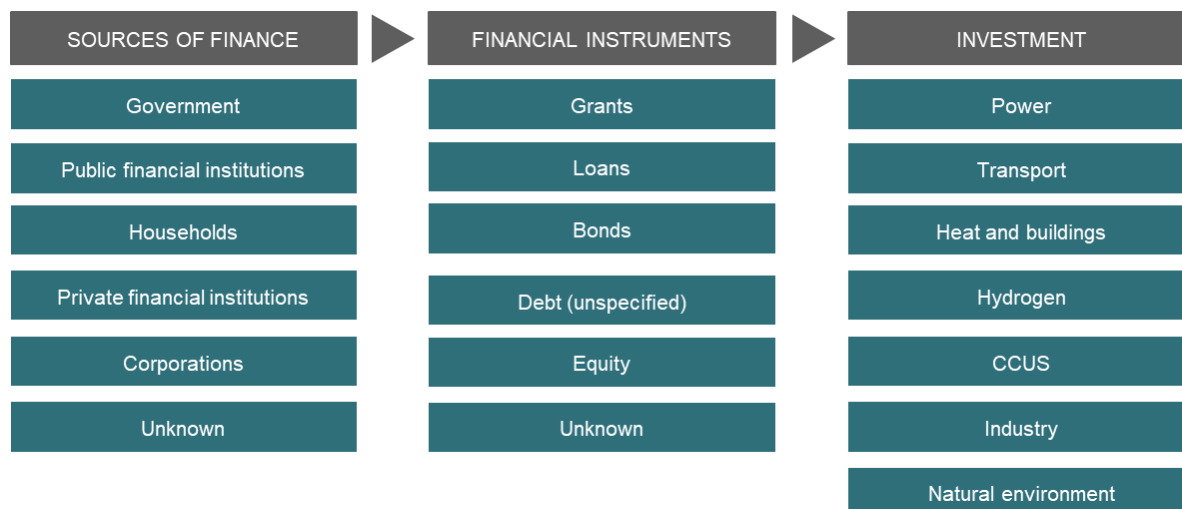 SOURCES OF FINANCE
Government
Public financial institutions
Households
Private financial institutions
Corporations
Unknown
FINANCIAL INSTRUMENTS
Grants
Loans
Bonds
Debt (unspecified)
Equity
Unknown
INVESTMENT
Power
Transport
Heat and buildings
Hydrogen
CCUS
Industry
Natural environment